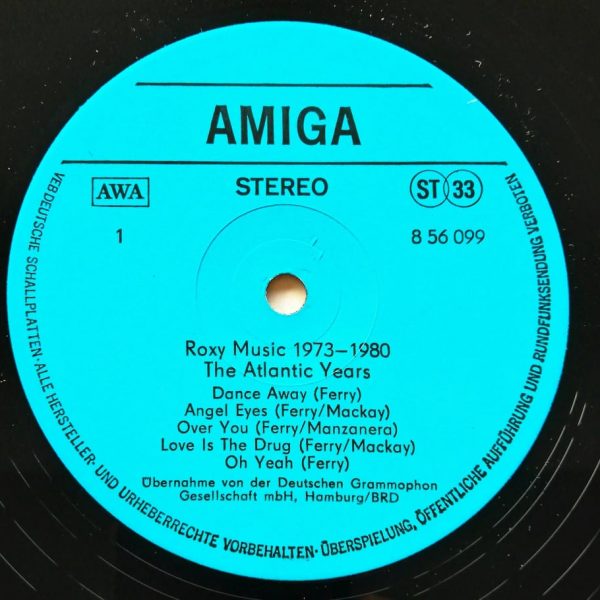 AMIGA
AWA STEREO ST 33
1 8 56 099
Roxy Music 1973–1980
The Atlantic Years
Dance Away (Ferry)
Angel Eyes (Ferry/Mackay)
Over You (Ferry/Manzanera)
Love Is The Drug (Ferry/Mackay)
Oh Yeah (Ferry)
Übernahme von der Deutschen Grammophon
Gesellschaft mbH, Hamburg/BRD
VEB DEUTSCHE SCHALLPLATTEN · ALLE HERSTELLER- UND URHEBERRECHTE VORBEHALTEN · ÜBERSPIELUNG, ÖFFENTLICHE AUFFÜHRUNG UND RUNDFUNKSENDUNG VERBOTEN